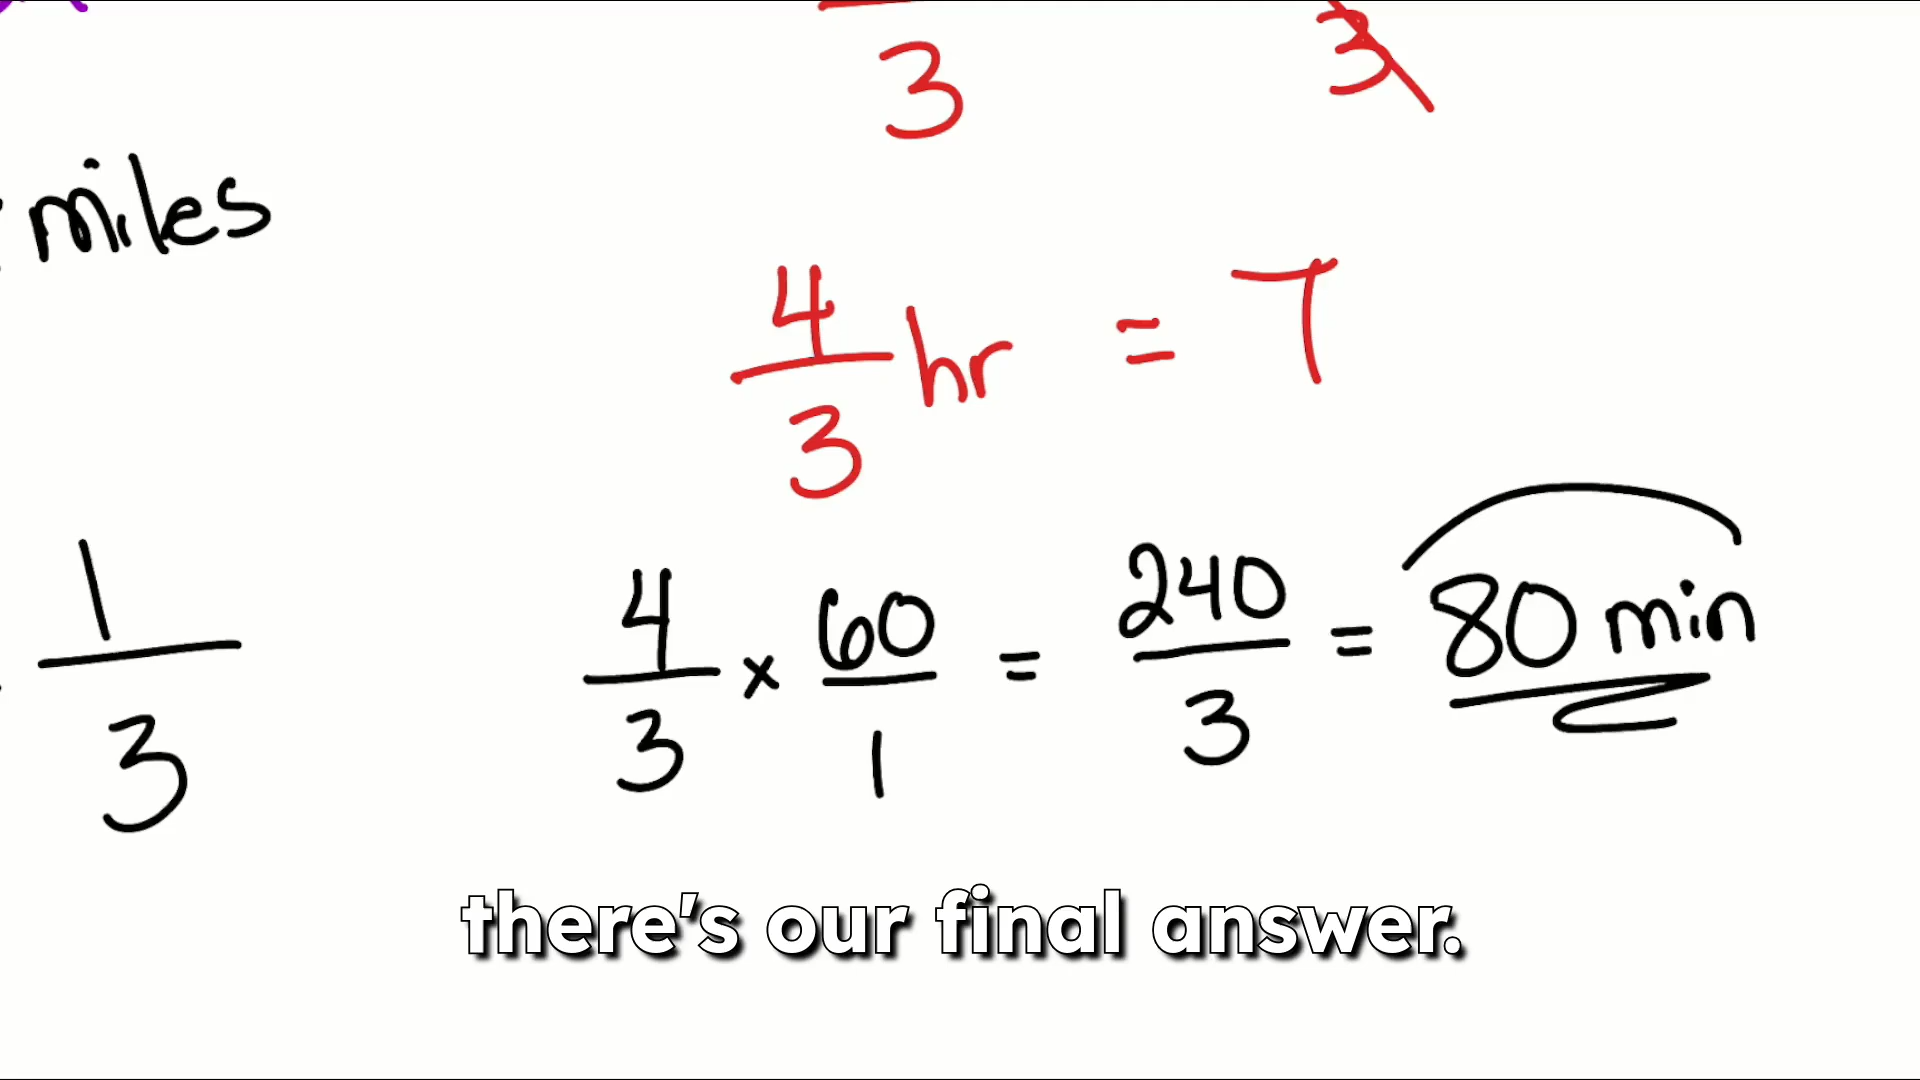 3 3
miles
4/3 hr = T
1/3
4/3 x 60/1 = 240/3 = 80 min
there's our final answer.